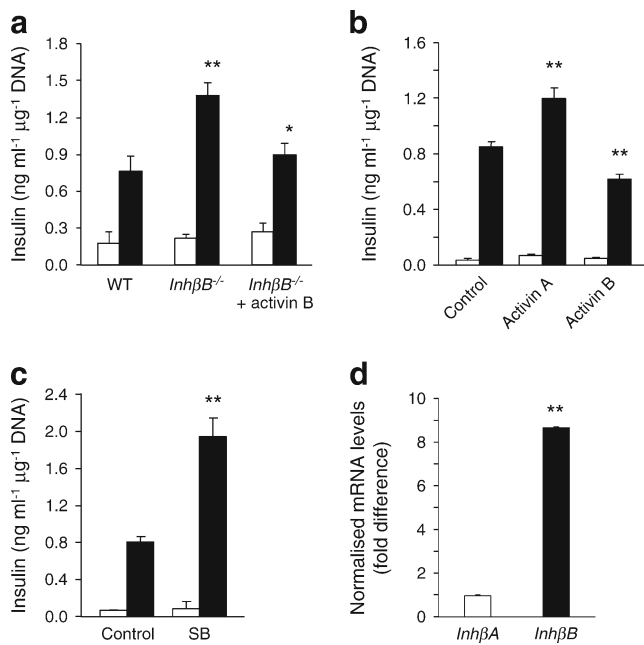 a
Insulin (ng ml-1 μg-1 DNA)
1.8
1.5
1.2
0.9
0.6
0.3
0.0
**
*
WT
InhβB-/-
InhβB-/-
+ activin B
b
Insulin (ng ml-1 μg-1 DNA)
1.6
1.2
0.8
0.4
0.0
**
**
Control
Activin A
Activin B
c
Insulin (ng ml-1 μg-1 DNA)
2.4
2.0
1.6
1.2
0.8
0.4
0.0
**
Control
SB
d
Normalised mRNA levels
(fold difference)
10
8
6
4
2
1
0
**
InhβA
InhβB